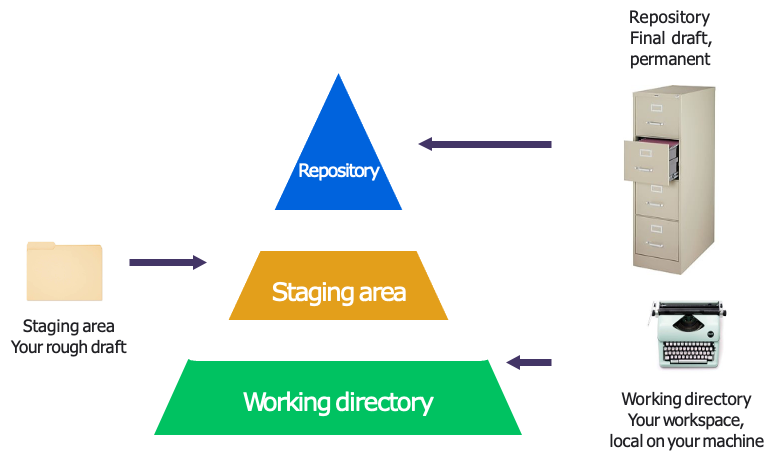 Repository
Final draft,
permanent
Repository
Staging area
Staging area
Your rough draft
Working directory
Working directory
Your workspace,
local on your machine